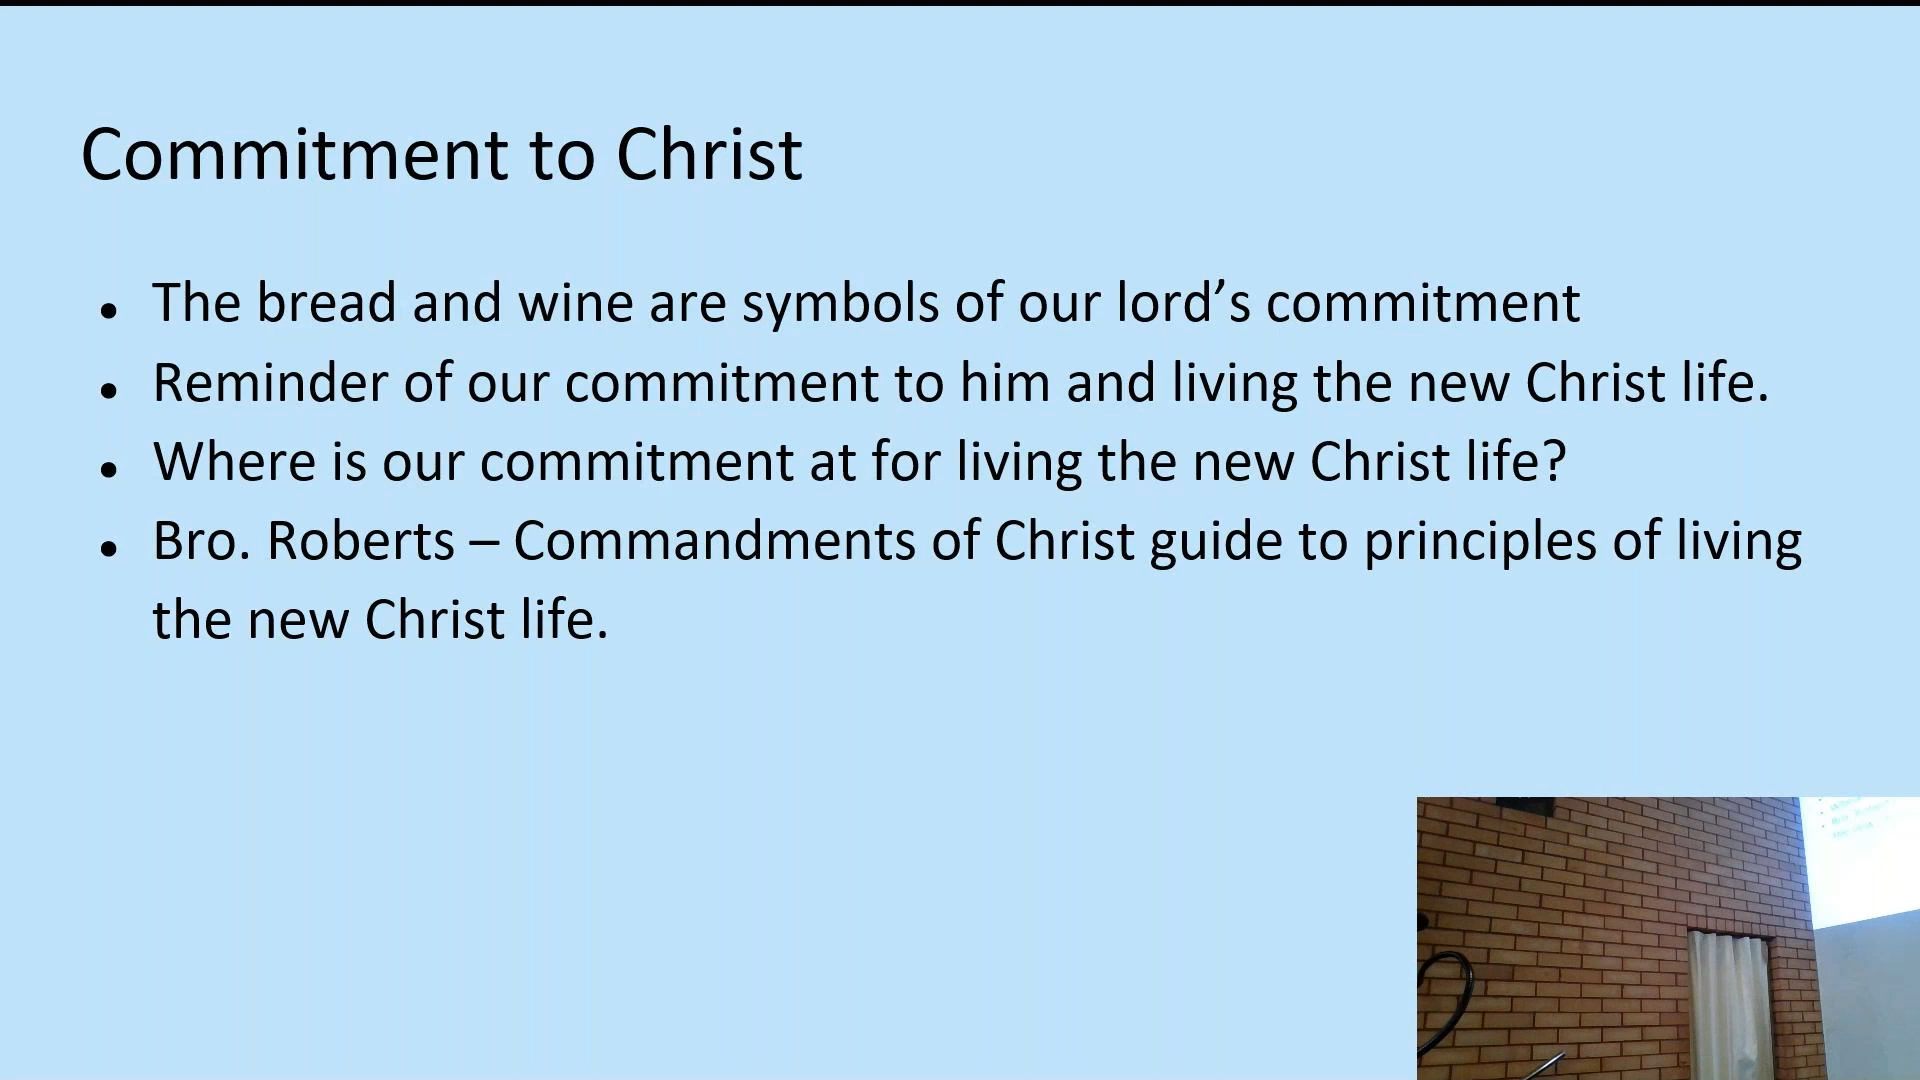 Commitment to Christ
• The bread and wine are symbols of our lord’s commitment
• Reminder of our commitment to him and living the new Christ life.
• Where is our commitment at for living the new Christ life?
• Bro. Roberts – Commandments of Christ guide to principles of living
the new Christ life.